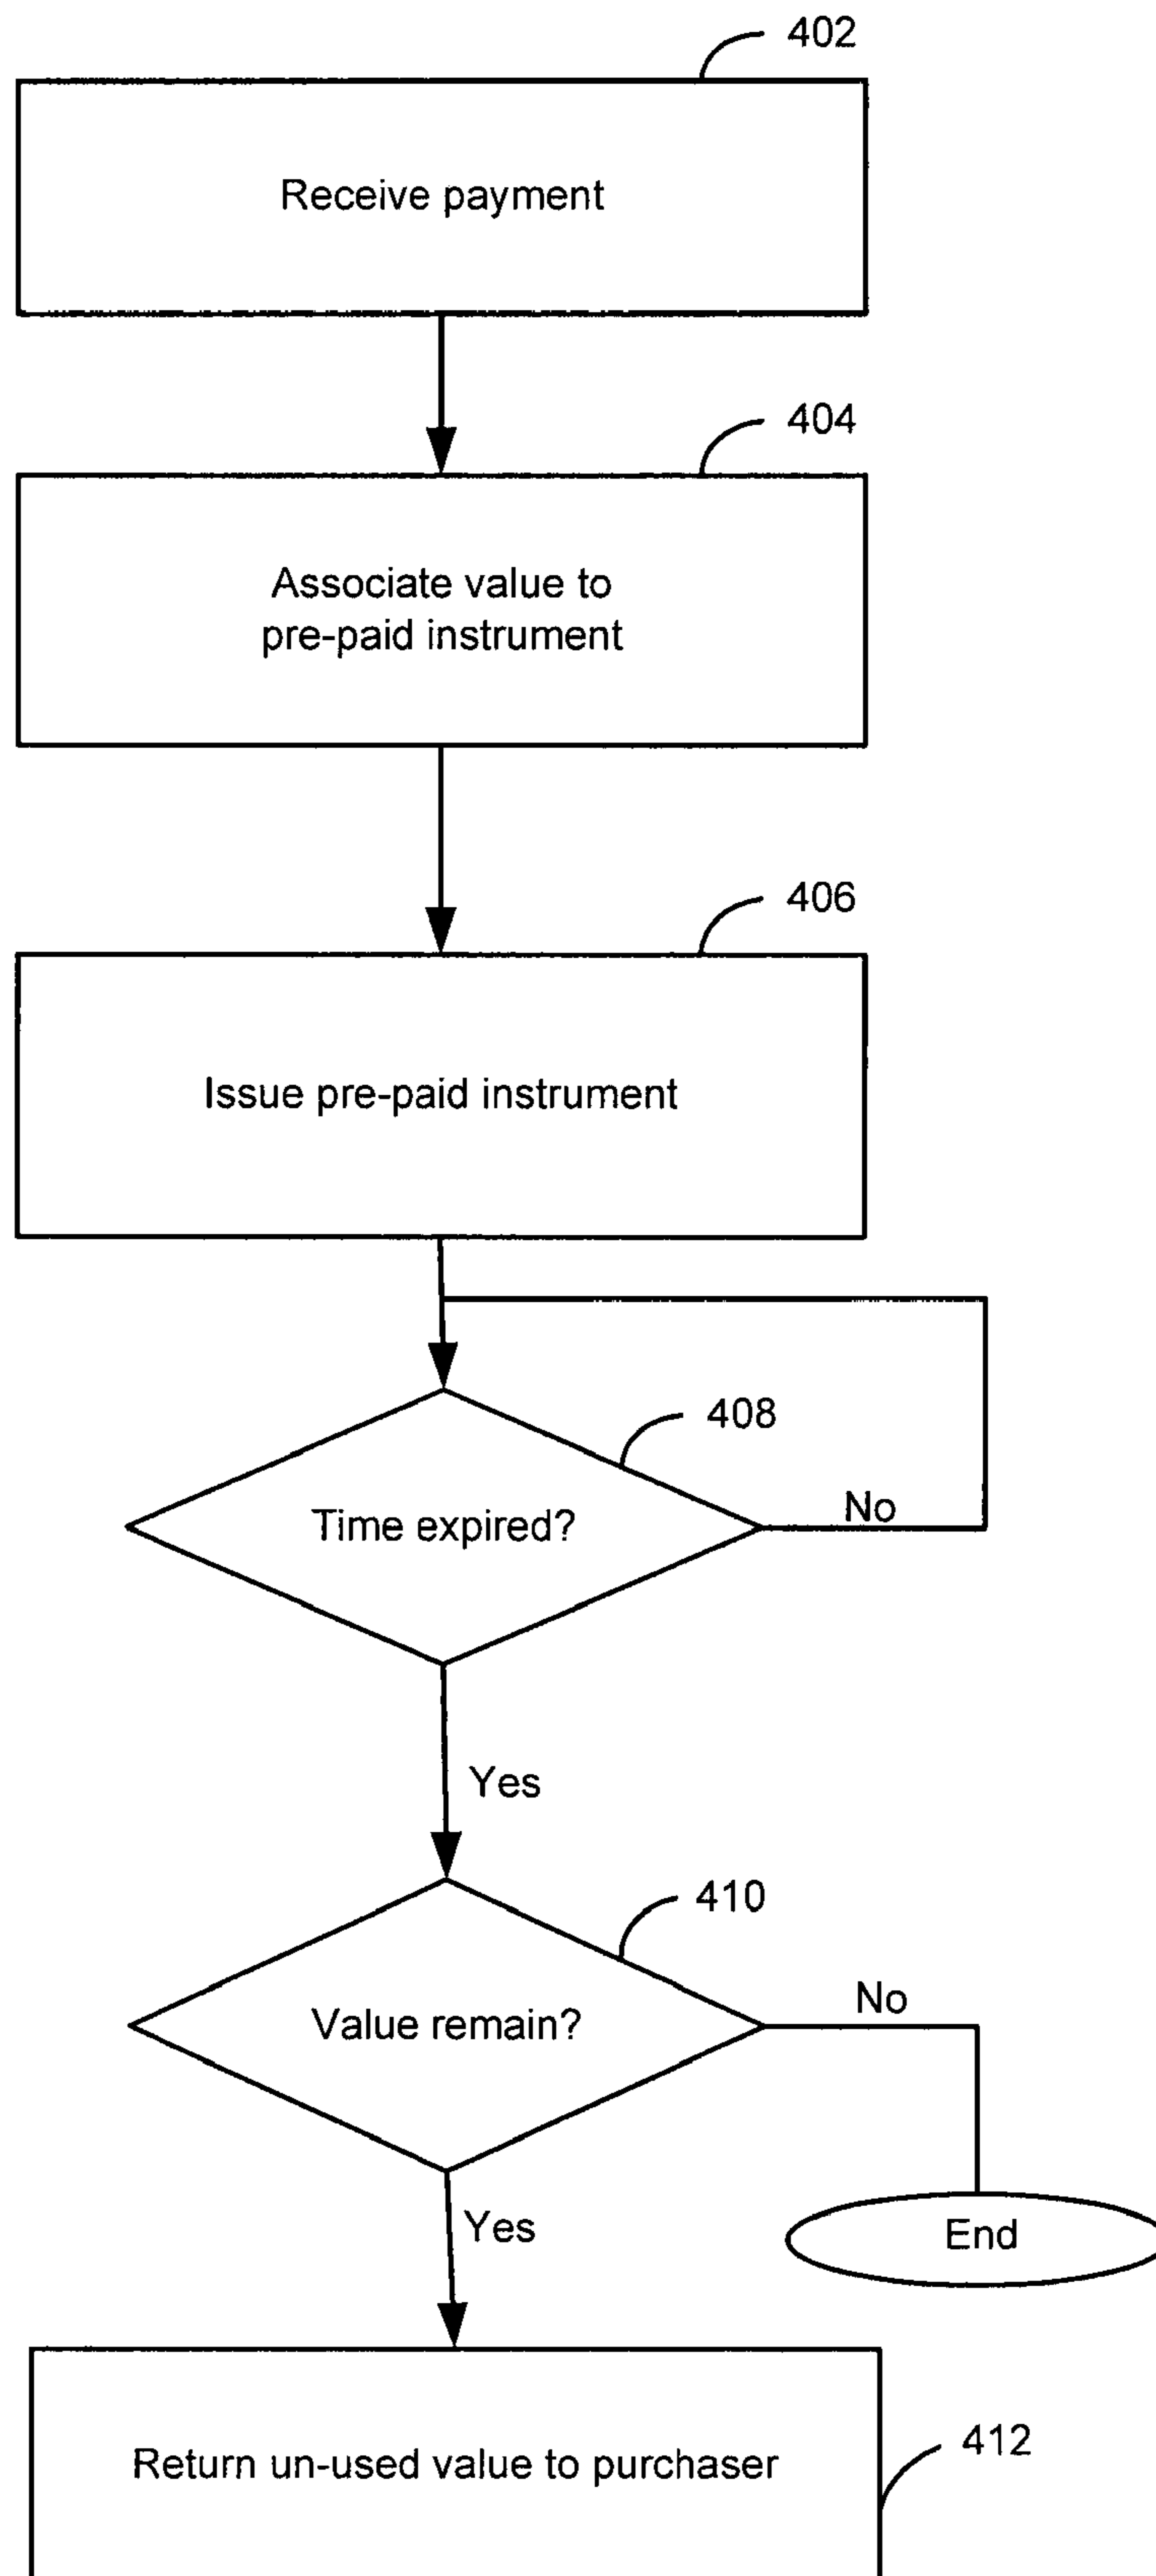 402
Receive payment
404
Associate value to
pre-paid instrument
406
Issue pre-paid instrument
408
Time expired?
No
Yes
410
Value remain?
No
Yes
End
412
Return un-used value to purchaser